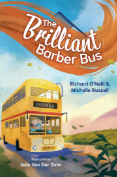 The
Brilliant
Barber Bus
Richard O'Neill
& Michelle Russell